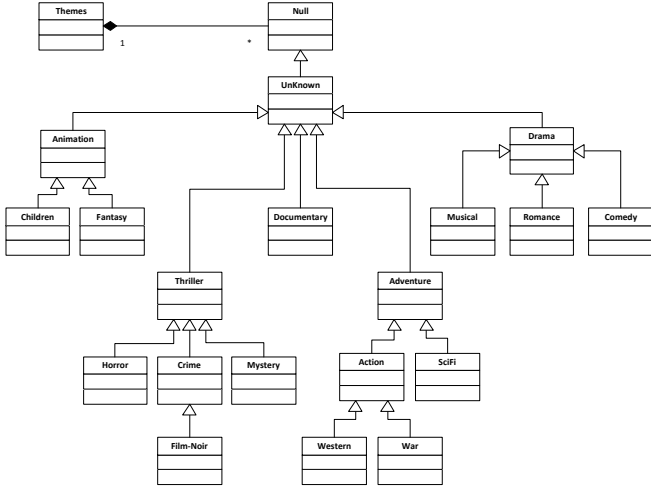 Themes
Null
1
*
UnKnown
Animation
Drama
Children
Fantasy
Documentary
Musical
Romance
Comedy
Thriller
Adventure
Horror
Crime
Mystery
Action
SciFi
Film-Noir
Western
War